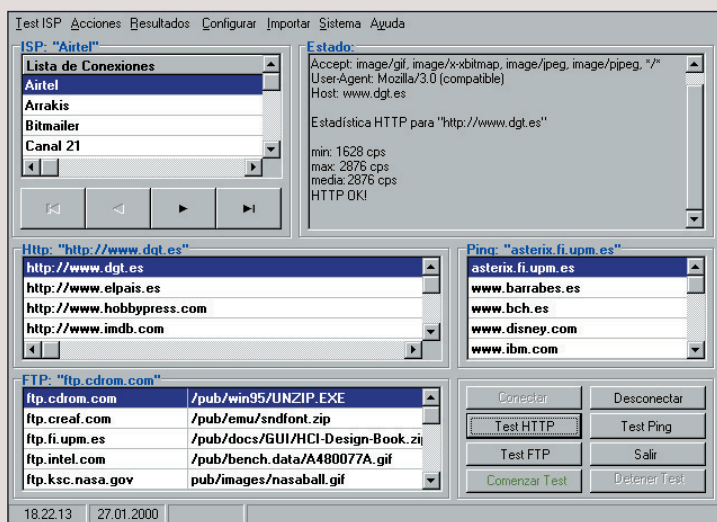 Test ISP Acciones Resultados Configurar Importar Sistema Ayuda
ISP: "Airtel"
Lista de Conexiones
Airtel
Arrakis
Bitmailer
Canal 21
Estado:
Accept: image/gif, image/x-xbitmap, image/jpeg, image/pjpeg, */*
User-Agent: Mozilla/3.0 (compatible)
Host: www.dgt.es
Estadística HTTP para "http://www.dgt.es"
min: 1628 cps
max: 2876 cps
media: 2876 cps
HTTP OK!
Http: "http://www.dgt.es"
http://www.dgt.es
http://www.elpais.es
http://www.hobbypress.com
http://www.imdb.com
Ping: "asterix.fi.upm.es"
asterix.fi.upm.es
www.barrabes.es
www.bch.es
www.disney.com
www.ibm.com
FTP: "ftp.cdrom.com"
ftp.cdrom.com /pub/win95/UNZIP.EXE
ftp.creaf.com /pub/emu/sndfont.zip
ftp.fi.upm.es /pub/docs/GUI/HCI-Design-Book.zi
ftp.intel.com /pub/bench.data/A480077A.gif
ftp.ksc.nasa.gov pub/images/nasaball.gif
Conectar Desconectar
Test HTTP Test Ping
Test FTP Salir
Comenzar Test Detener Test
18.22.13 27.01.2000